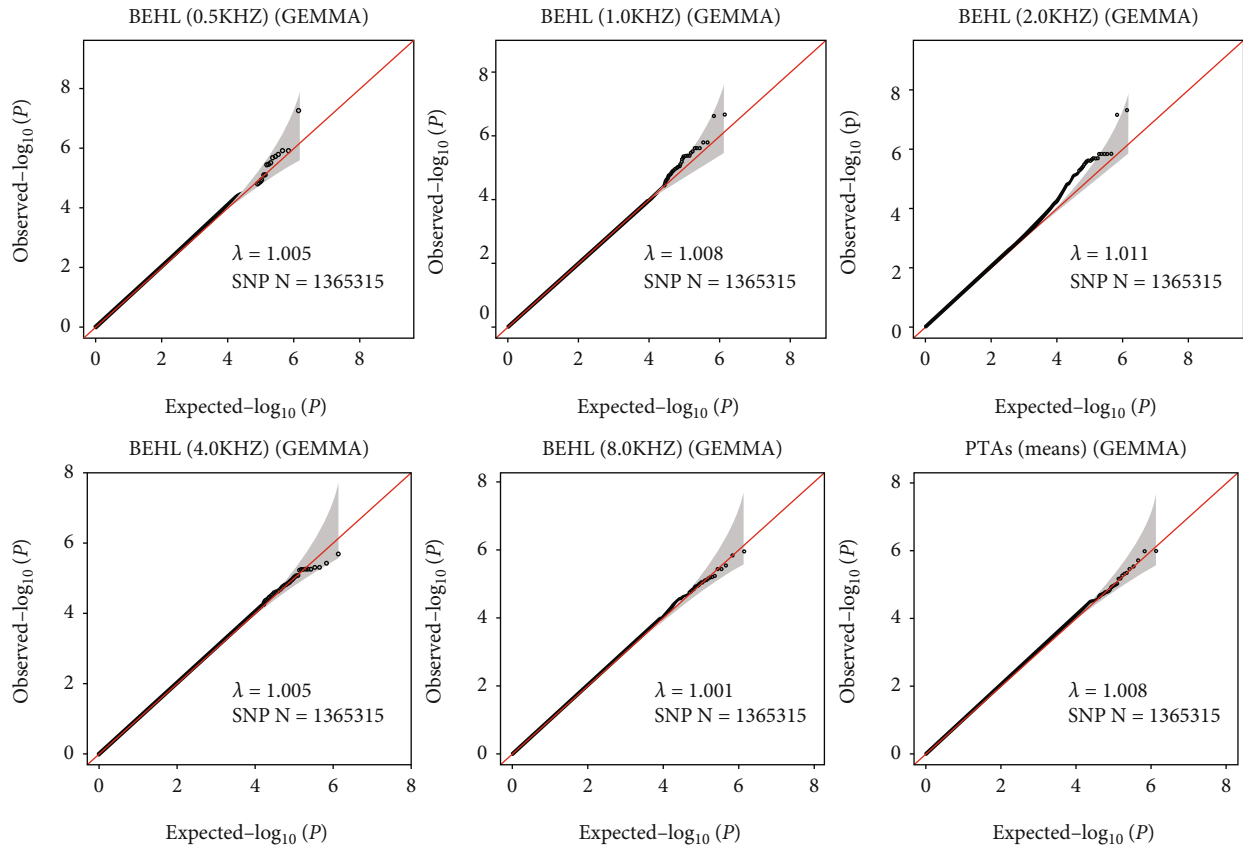 BEHL (0.5KHZ) (GEMMA)
Observed–log10 (P)
8
6
4
2
0
λ = 1.005
SNP N = 1365315
0 2 4 6 8
Expected–log10 (P)
BEHL (1.0KHZ) (GEMMA)
Observed–log10 (P)
8
6
4
2
0
λ = 1.008
SNP N = 1365315
0 2 4 6 8
Expected–log10 (P)
BEHL (2.0KHZ) (GEMMA)
Observed–log10 (p)
8
6
4
2
0
λ = 1.011
SNP N = 1365315
0 2 4 6 8
Expected–log10 (P)
BEHL (4.0KHZ) (GEMMA)
Observed–log10 (P)
8
6
4
2
0
λ = 1.005
SNP N = 1365315
0 2 4 6 8
Expected–log10 (P)
BEHL (8.0KHZ) (GEMMA)
Observed–log10 (P)
8
6
4
2
0
λ = 1.001
SNP N = 1365315
0 2 4 6 8
Expected–log10 (P)
PTAs (means) (GEMMA)
Observed–log10 (P)
8
6
4
2
0
λ = 1.008
SNP N = 1365315
0 2 4 6 8
Expected–log10 (P)